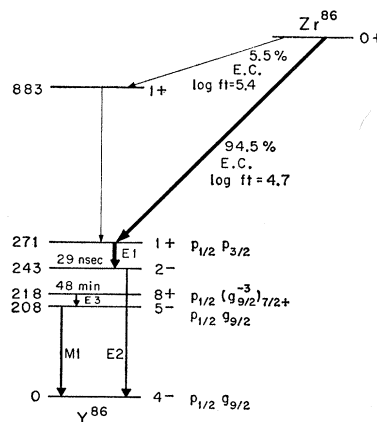 Zr⁸⁶
0+
5.5%
E.C.
log ft=5.4
883 1+
94.5%
E.C.
log ft=4.7
271 1+ p₁/₂ p₃/₂
E1
243 29 nsec 2−
48 min
218 8+ p₁/₂ (g₉/₂⁻³)₇/₂+
E3
208 5− p₁/₂ g₉/₂
M1 E2
0 4− p₁/₂ g₉/₂
Y⁸⁶